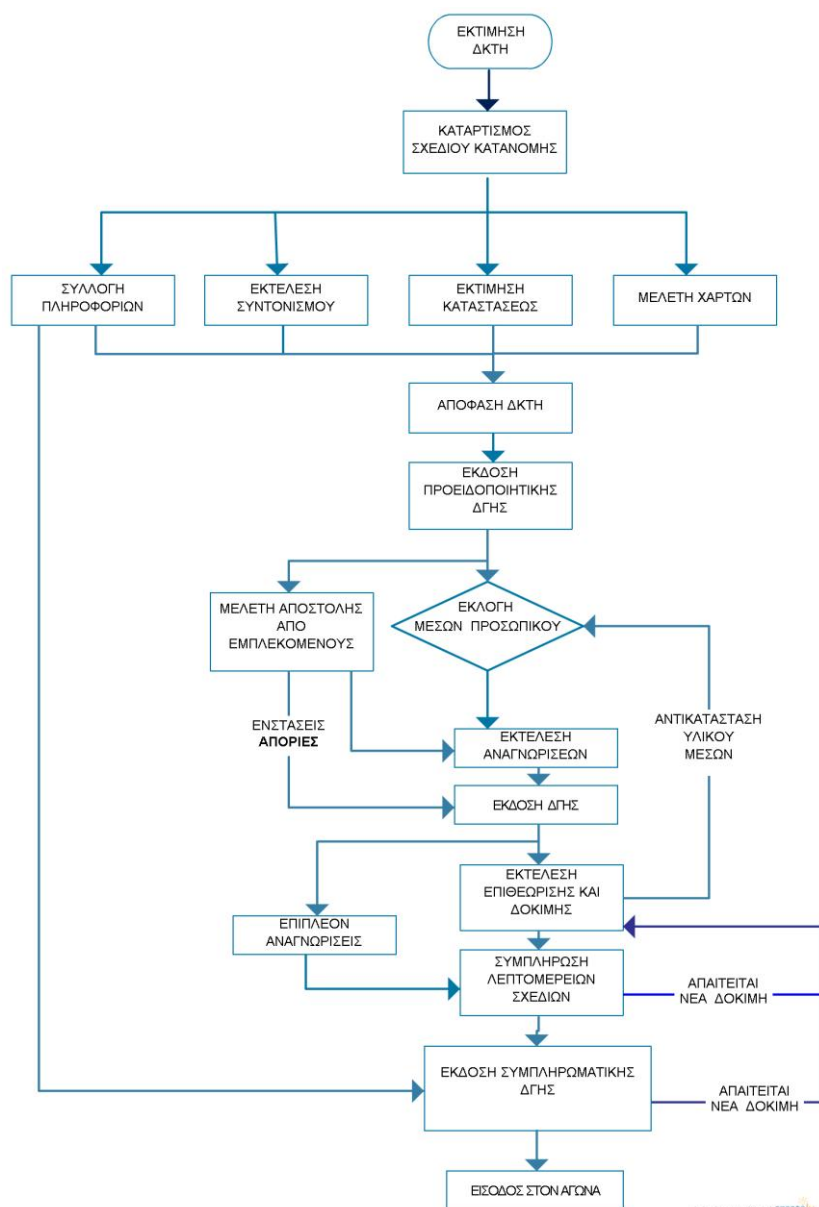 ΕΚΤΙΜΗΣΗ
ΔΚΤΗ
ΚΑΤΑΡΤΙΣΜΟΣ
ΣΧΕΔΙΟΥ ΚΑΤΑΝΟΜΗΣ
ΣΥΛΛΟΓΗ
ΠΛΗΡΟΦΟΡΙΩΝ
ΕΚΤΕΛΕΣΗ
ΣΥΝΤΟΝΙΣΜΟΥ
ΕΚΤΙΜΗΣΗ
ΚΑΤΑΣΤΑΣΕΩΣ
ΜΕΛΕΤΗ ΧΑΡΤΩΝ
ΑΠΟΦΑΣΗ ΔΚΤΗ
ΕΚΔΟΣΗ
ΠΡΟΕΙΔΟΠΟΙΗΤΙΚΗΣ
ΔΓΗΣ
ΜΕΛΕΤΗ ΑΠΟΣΤΟΛΗΣ
ΑΠΟ
ΕΜΠΛΕΚΟΜΕΝΟΥΣ
ΕΚΛΟΓΗ
ΜΕΣΩΝ ΠΡΟΣΩΠΙΚΟΥ
ΕΝΣΤΑΣΕΙΣ
ΑΠΟΡΙΕΣ
ΑΝΤΙΚΑΤΑΣΤΑΣΗ
ΥΛΙΚΟΥ
ΜΕΣΩΝ
ΕΚΤΕΛΕΣΗ
ΑΝΑΓΝΩΡΙΣΕΩΝ
ΕΚΔΟΣΗ ΔΓΗΣ
ΕΚΤΕΛΕΣΗ
ΕΠΙΘΕΩΡΙΣΗΣ ΚΑΙ
ΔΟΚΙΜΗΣ
ΕΠΙΠΛΕΟΝ
ΑΝΑΓΝΩΡΙΣΕΙΣ
ΣΥΜΠΛΗΡΩΣΗ
ΛΕΠΤΟΜΕΡΕΙΩΝ
ΣΧΕΔΙΩΝ
ΑΠΑΙΤΕΙΤΑΙ
ΝΕΑ ΔΟΚΙΜΗ
ΕΚΔΟΣΗ ΣΥΜΠΛΗΡΩΜΑΤΙΚΗΣ
ΔΓΗΣ
ΑΠΑΙΤΕΙΤΑΙ
ΝΕΑ ΔΟΚΙΜΗ
ΕΙΣΟΔΟΣ ΣΤΟΝ ΑΓΩΝΑ